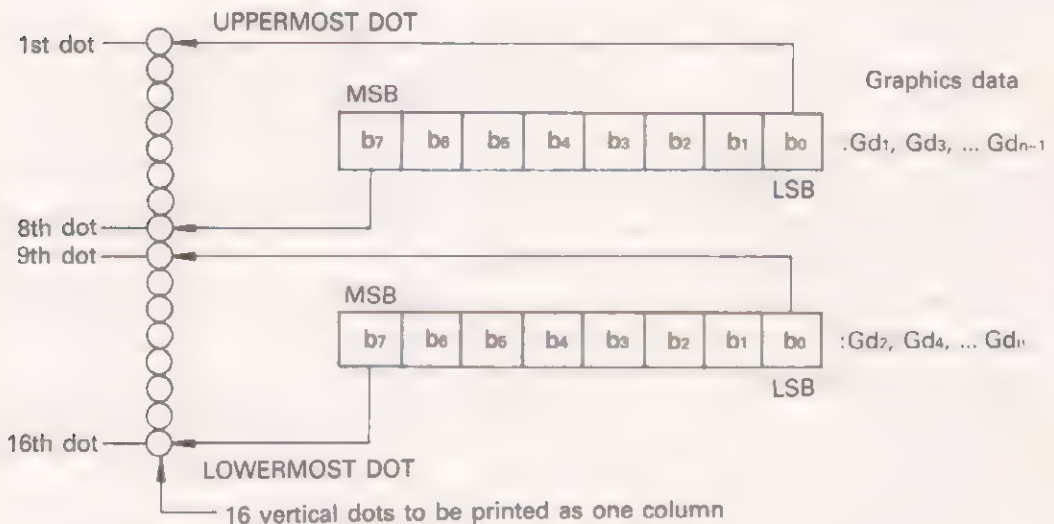 UPPERMOST DOT
1st dot
Graphics data
MSB
b7 b6 b5 b4 b3 b2 b1 b0 :Gd1, Gd3, ... Gdn-1
LSB
8th dot
9th dot
MSB
b7 b6 b5 b4 b3 b2 b1 b0 :Gd2, Gd4, ... Gdn
LSB
16th dot
LOWERMOST DOT
16 vertical dots to be printed as one column